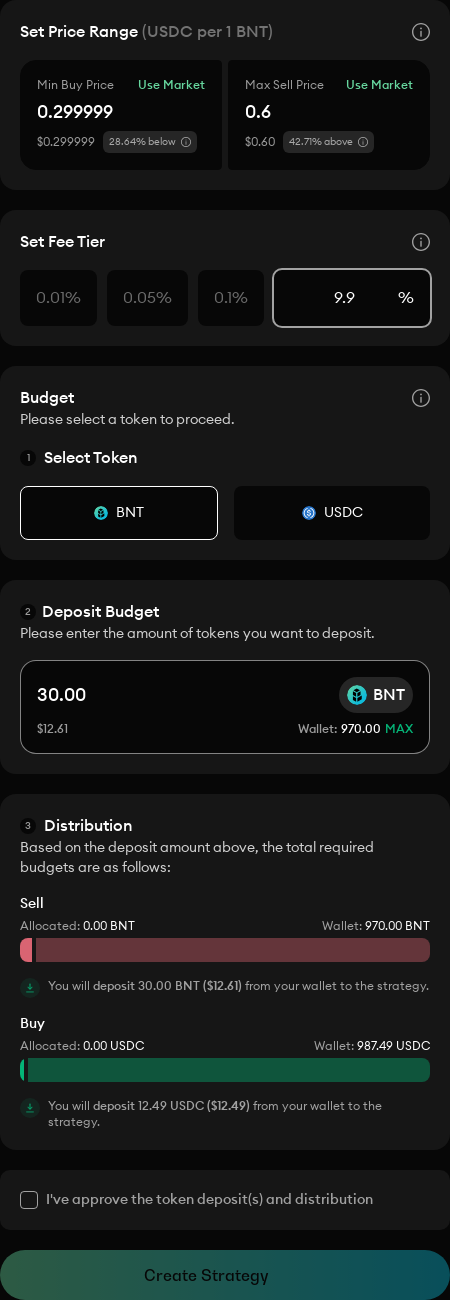 Set Price Range (USDC per 1 BNT)
Min Buy Price Use Market
0.299999
$0.299999 28.64% below
Max Sell Price Use Market
0.6
$0.60 42.71% above
Set Fee Tier
0.01% 0.05% 0.1% 9.9 %
Budget
Please select a token to proceed.
1 Select Token
BNT USDC
2 Deposit Budget
Please enter the amount of tokens you want to deposit.
30.00 BNT
$12.61 Wallet: 970.00 MAX
3 Distribution
Based on the deposit amount above, the total required
budgets are as follows:
Sell
Allocated: 0.00 BNT Wallet: 970.00 BNT
You will deposit 30.00 BNT ($12.61) from your wallet to the strategy.
Buy
Allocated: 0.00 USDC Wallet: 987.49 USDC
You will deposit 12.49 USDC ($12.49) from your wallet to the
strategy.
I've approve the token deposit(s) and distribution
Create Strategy